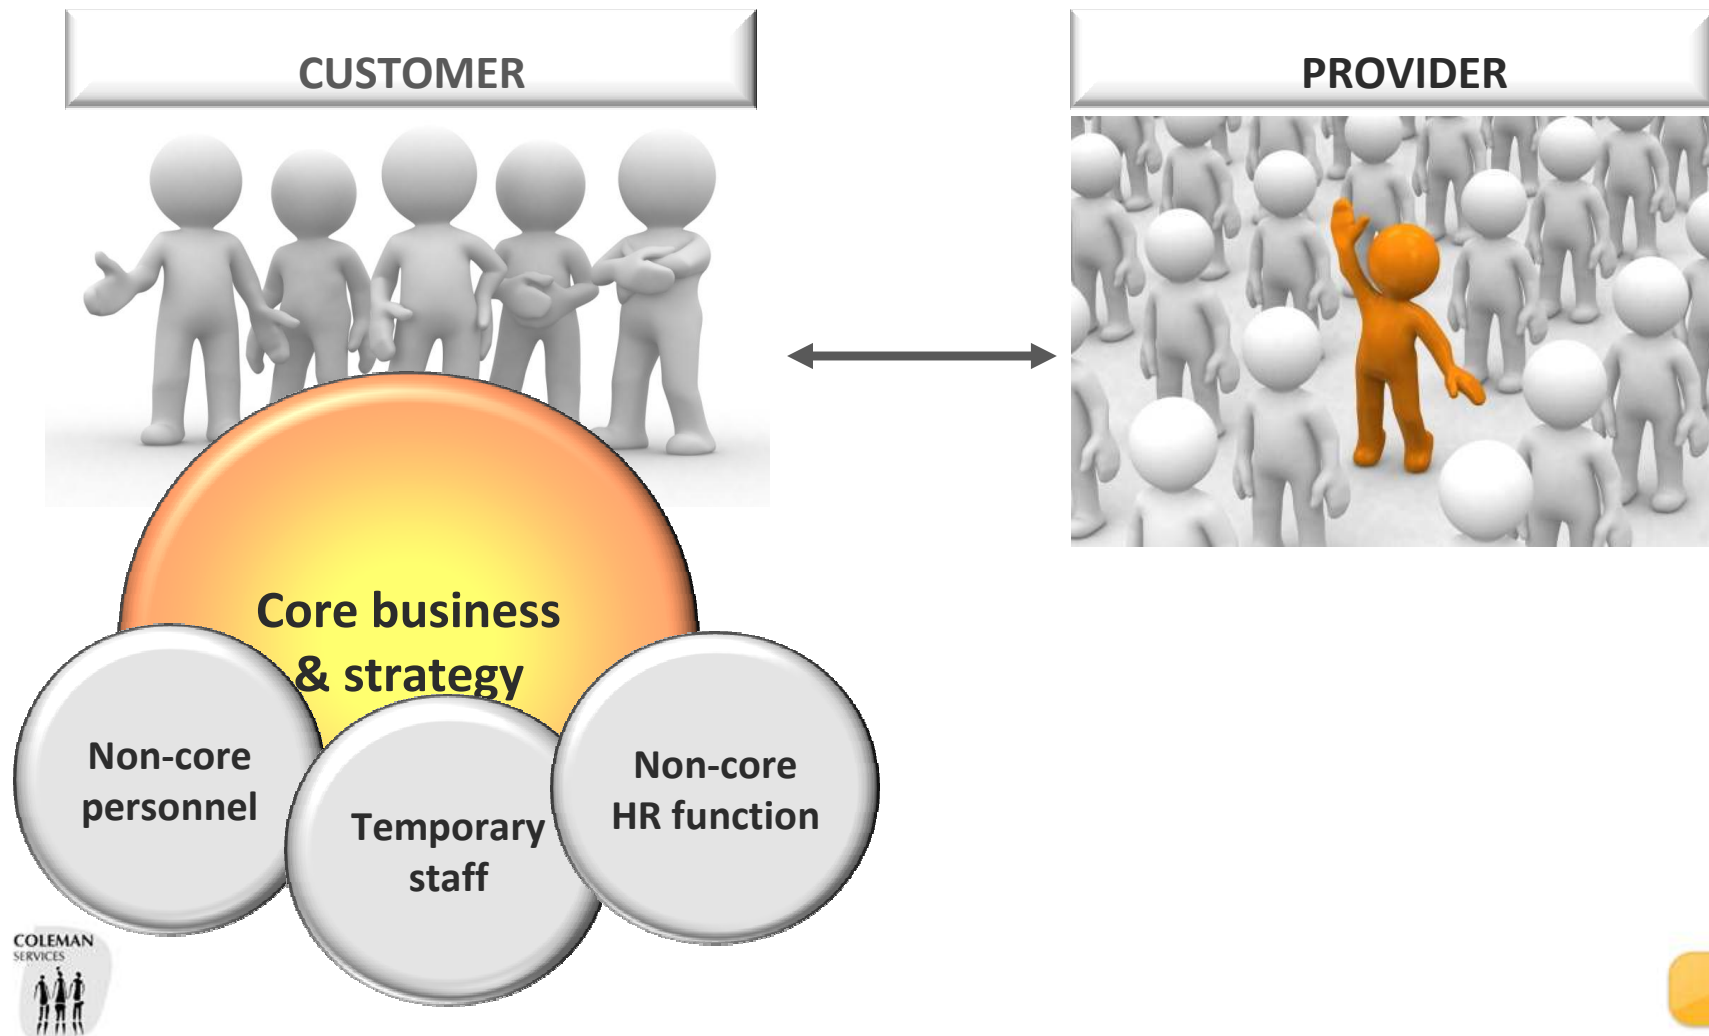 CUSTOMER
PROVIDER
Core business
& strategy
Non-core
personnel
Temporary
staff
Non-core
HR function
COLEMAN
SERVICES